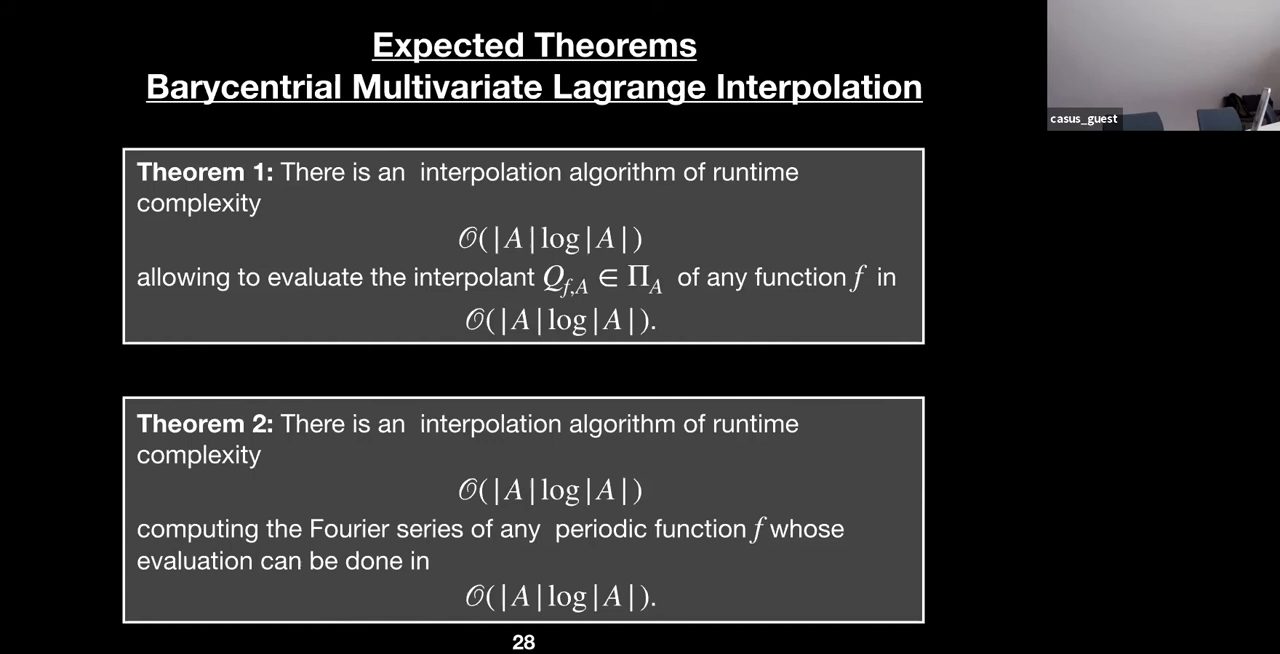 Expected Theorems
Barycentrial Multivariate Lagrange Interpolation
casus_guest
Theorem 1: There is an interpolation algorithm of runtime
complexity
𝒪(|A|log|A|)
allowing to evaluate the interpolant Q_{f,A} ∈ Π_A of any function f in
𝒪(|A|log|A|).
Theorem 2: There is an interpolation algorithm of runtime
complexity
𝒪(|A|log|A|)
computing the Fourier series of any periodic function f whose
evaluation can be done in
𝒪(|A|log|A|).
28